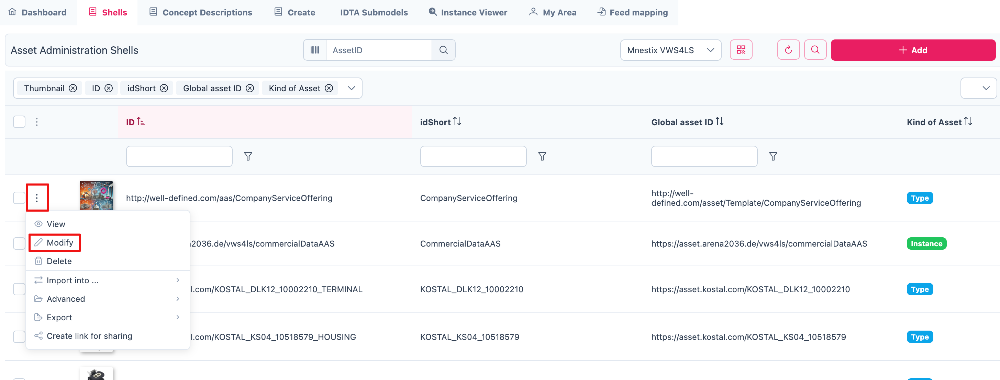 Dashboard
Shells
Concept Descriptions
Create
IDTA Submodels
Instance Viewer
My Area
Feed mapping
Asset Administration Shells
AssetID
Mnestix VWS4LS
Add
Thumbnail
ID
idShort
Global asset ID
Kind of Asset
ID
idShort
Global asset ID
Kind of Asset
INDUSTRY
4.0
http://well-defined.com/aas/CompanyServiceOffering
CompanyServiceOffering
http://well-
defined.com/asset/Template/CompanyServiceOffering
Type
View
Modify
Delete
Import into ...
Advanced
Export
Create link for sharing
2036.de/vws4ls/commercialDataAAS
CommercialDataAAS
https://asset.arena2036.de/vws4ls/commercialDataAAS
Instance
l.com/KOSTAL_DLK12_10002210_TERMINAL
KOSTAL_DLK12_10002210
https://asset.kostal.com/KOSTAL_DLK12_10002210
Type
l.com/KOSTAL_KS04_10518579_HOUSING
KOSTAL_KS04_10518579
https://asset.kostal.com/KOSTAL_KS04_10518579
Type